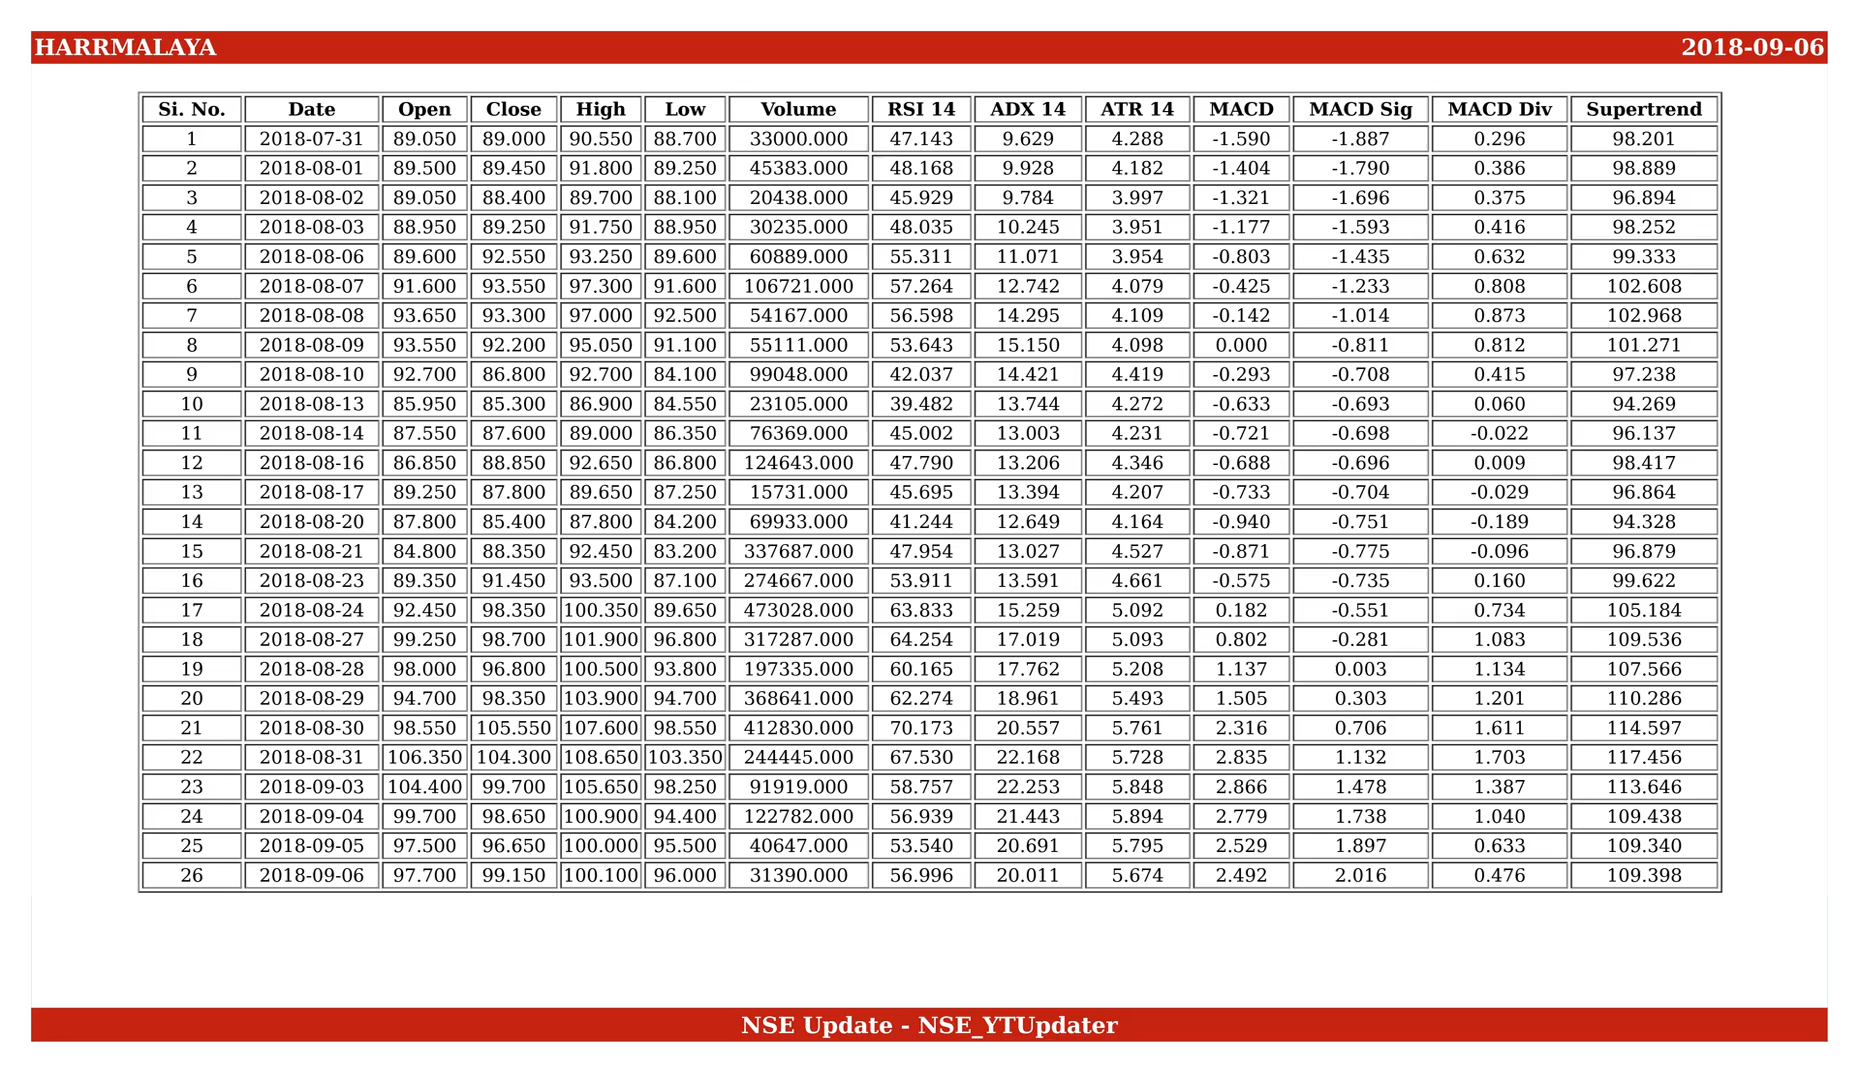 HARRMALAYA 2018-09-06
Si. No. Date Open Close High Low Volume RSI 14 ADX 14 ATR 14 MACD MACD Sig MACD Div Supertrend
1 2018-07-31 89.050 89.000 90.550 88.700 33000.000 47.143 9.629 4.288 -1.590 -1.887 0.296 98.201
2 2018-08-01 89.500 89.450 91.800 89.250 45383.000 48.168 9.928 4.182 -1.404 -1.790 0.386 98.889
3 2018-08-02 89.050 88.400 89.700 88.100 20438.000 45.929 9.784 3.997 -1.321 -1.696 0.375 96.894
4 2018-08-03 88.950 89.250 91.750 88.950 30235.000 48.035 10.245 3.951 -1.177 -1.593 0.416 98.252
5 2018-08-06 89.600 92.550 93.250 89.600 60889.000 55.311 11.071 3.954 -0.803 -1.435 0.632 99.333
6 2018-08-07 91.600 93.550 97.300 91.600 106721.000 57.264 12.742 4.079 -0.425 -1.233 0.808 102.608
7 2018-08-08 93.650 93.300 97.000 92.500 54167.000 56.598 14.295 4.109 -0.142 -1.014 0.873 102.968
8 2018-08-09 93.550 92.200 95.050 91.100 55111.000 53.643 15.150 4.098 0.000 -0.811 0.812 101.271
9 2018-08-10 92.700 86.800 92.700 84.100 99048.000 42.037 14.421 4.419 -0.293 -0.708 0.415 97.238
10 2018-08-13 85.950 85.300 86.900 84.550 23105.000 39.482 13.744 4.272 -0.633 -0.693 0.060 94.269
11 2018-08-14 87.550 87.600 89.000 86.350 76369.000 45.002 13.003 4.231 -0.721 -0.698 -0.022 96.137
12 2018-08-16 86.850 88.850 92.650 86.800 124643.000 47.790 13.206 4.346 -0.688 -0.696 0.009 98.417
13 2018-08-17 89.250 87.800 89.650 87.250 15731.000 45.695 13.394 4.207 -0.733 -0.704 -0.029 96.864
14 2018-08-20 87.800 85.400 87.800 84.200 69933.000 41.244 12.649 4.164 -0.940 -0.751 -0.189 94.328
15 2018-08-21 84.800 88.350 92.450 83.200 337687.000 47.954 13.027 4.527 -0.871 -0.775 -0.096 96.879
16 2018-08-23 89.350 91.450 93.500 87.100 274667.000 53.911 13.591 4.661 -0.575 -0.735 0.160 99.622
17 2018-08-24 92.450 98.350 100.350 89.650 473028.000 63.833 15.259 5.092 0.182 -0.551 0.734 105.184
18 2018-08-27 99.250 98.700 101.900 96.800 317287.000 64.254 17.019 5.093 0.802 -0.281 1.083 109.536
19 2018-08-28 98.000 96.800 100.500 93.800 197335.000 60.165 17.762 5.208 1.137 0.003 1.134 107.566
20 2018-08-29 94.700 98.350 103.900 94.700 368641.000 62.274 18.961 5.493 1.505 0.303 1.201 110.286
21 2018-08-30 98.550 105.550 107.600 98.550 412830.000 70.173 20.557 5.761 2.316 0.706 1.611 114.597
22 2018-08-31 106.350 104.300 108.650 103.350 244445.000 67.530 22.168 5.728 2.835 1.132 1.703 117.456
23 2018-09-03 104.400 99.700 105.650 98.250 91919.000 58.757 22.253 5.848 2.866 1.478 1.387 113.646
24 2018-09-04 99.700 98.650 100.900 94.400 122782.000 56.939 21.443 5.894 2.779 1.738 1.040 109.438
25 2018-09-05 97.500 96.650 100.000 95.500 40647.000 53.540 20.691 5.795 2.529 1.897 0.633 109.340
26 2018-09-06 97.700 99.150 100.100 96.000 31390.000 56.996 20.011 5.674 2.492 2.016 0.476 109.398
NSE Update - NSE_YTUpdater